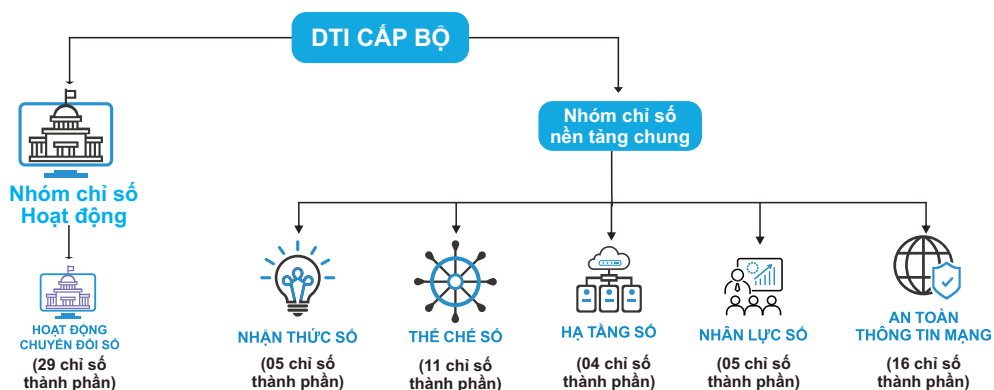 DTI CẤP BỘ
Nhóm chỉ số
nền tảng chung
Nhóm chỉ số
Hoạt động
HOẠT ĐỘNG
CHUYỂN ĐỔI SỐ
(29 chỉ số
thành phần)
NHẬN THỨC SỐ
(05 chỉ số
thành phần)
THỂ CHẾ SỐ
(11 chỉ số
thành phần)
HẠ TẦNG SỐ
(04 chỉ số
thành phần)
NHÂN LỰC SỐ
(05 chỉ số
thành phần)
AN TOÀN
THÔNG TIN MẠNG
(16 chỉ số
thành phần)